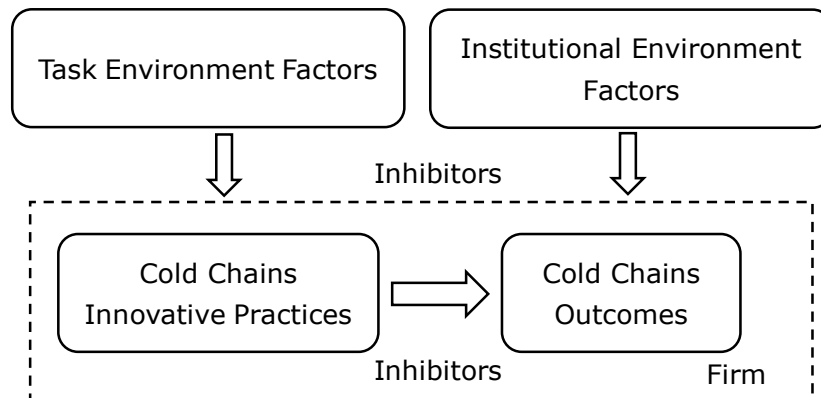 Task Environment Factors
Institutional Environment
Factors
Inhibitors
Cold Chains
Innovative Practices
Cold Chains
Outcomes
Inhibitors
Firm